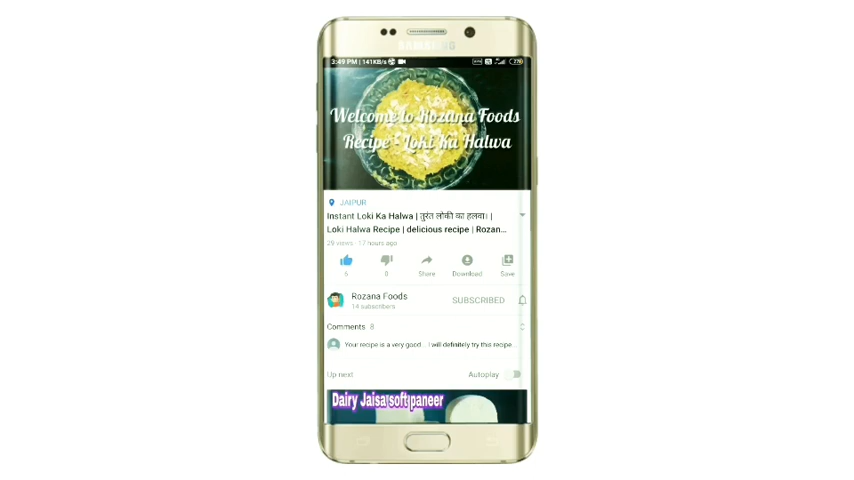 SAMSUNG
3:49 PM | 141KB/s
Welcome to Rozana Foods
Recipe - Loki Ka Halwa
JAIPUR
Instant Loki Ka Halwa | तुरंत लोकी का हलवा। |
Loki Halwa Recipe | delicious recipe | Rozan...
29 views · 17 hours ago
6
0
Share
Download
Save
Rozana Foods
14 subscribers
SUBSCRIBED
Comments 8
Your recipe is a very good .. I will definitely try this recipe...
Up next
Autoplay
Dairy Jaisa soft paneer